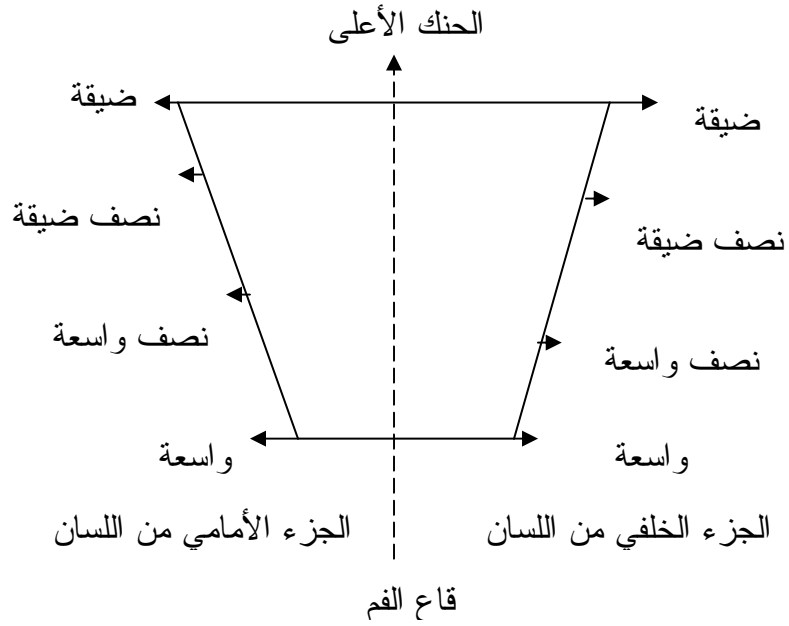 الحنك الأعلى
ضيقة
ضيقة
نصف ضيقة
نصف ضيقة
نصف واسعة
نصف واسعة
واسعة
واسعة
الجزء الخلفي من اللسان
الجزء الأمامي من اللسان
قاع الفم